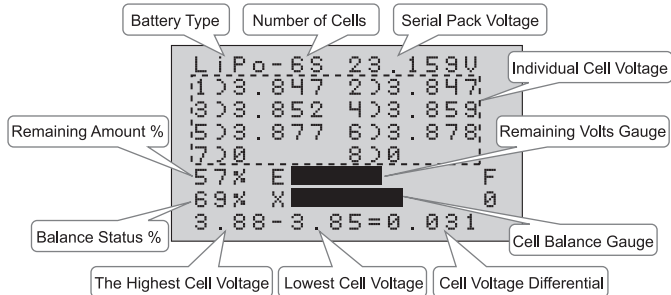 Battery Type
Number of Cells
Serial Pack Voltage
LiPo-6S 23.159V
Individual Cell Voltage
1)3.847 2)3.847
3)3.852 4)3.859
Remaining Amount %
5)3.877 6)3.878
Remaining Volts Gauge
7)0 8)0
57% E F
69% X 0
Balance Status %
3.88-3.85=0.031
Cell Balance Gauge
The Highest Cell Voltage
Lowest Cell Voltage
Cell Voltage Differential